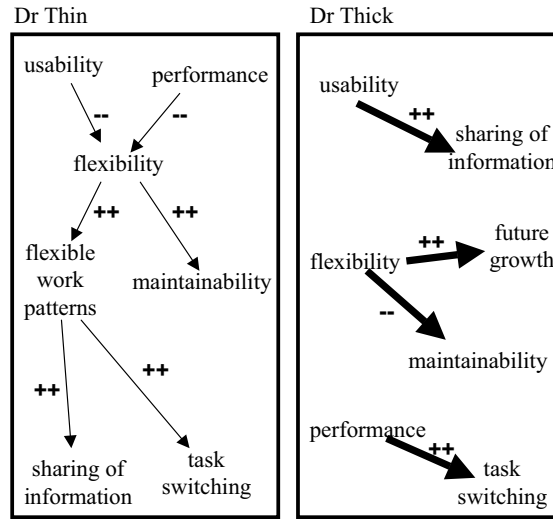 Dr Thin
usability
performance
--
--
flexibility
++
++
flexible
work
patterns
maintainability
++
++
sharing of
information
task
switching
Dr Thick
usability
++
sharing of
information
flexibility
++
future
growth
--
maintainability
performance
++
task
switching